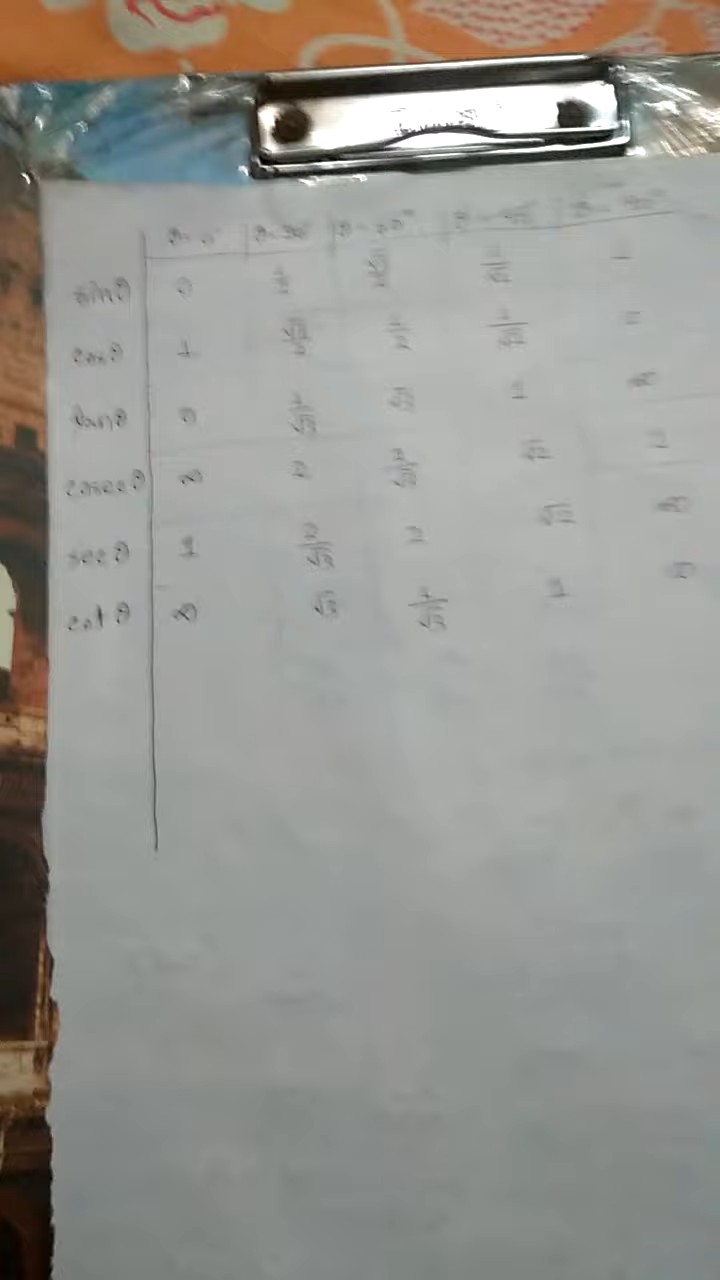 θ=0° θ=30° θ=60° θ=45° θ=90°
sinθ 0 1/2 √3/2 1/√2 1
cosθ 1 √3/2 1/2 1/√2 0
tanθ 0 1/√3 √3 1 ∞
cosecθ ∞ 2 2/√3 √2
secθ 1 2/√3 2 √2 ∞
cotθ ∞ √3 1/√3 1